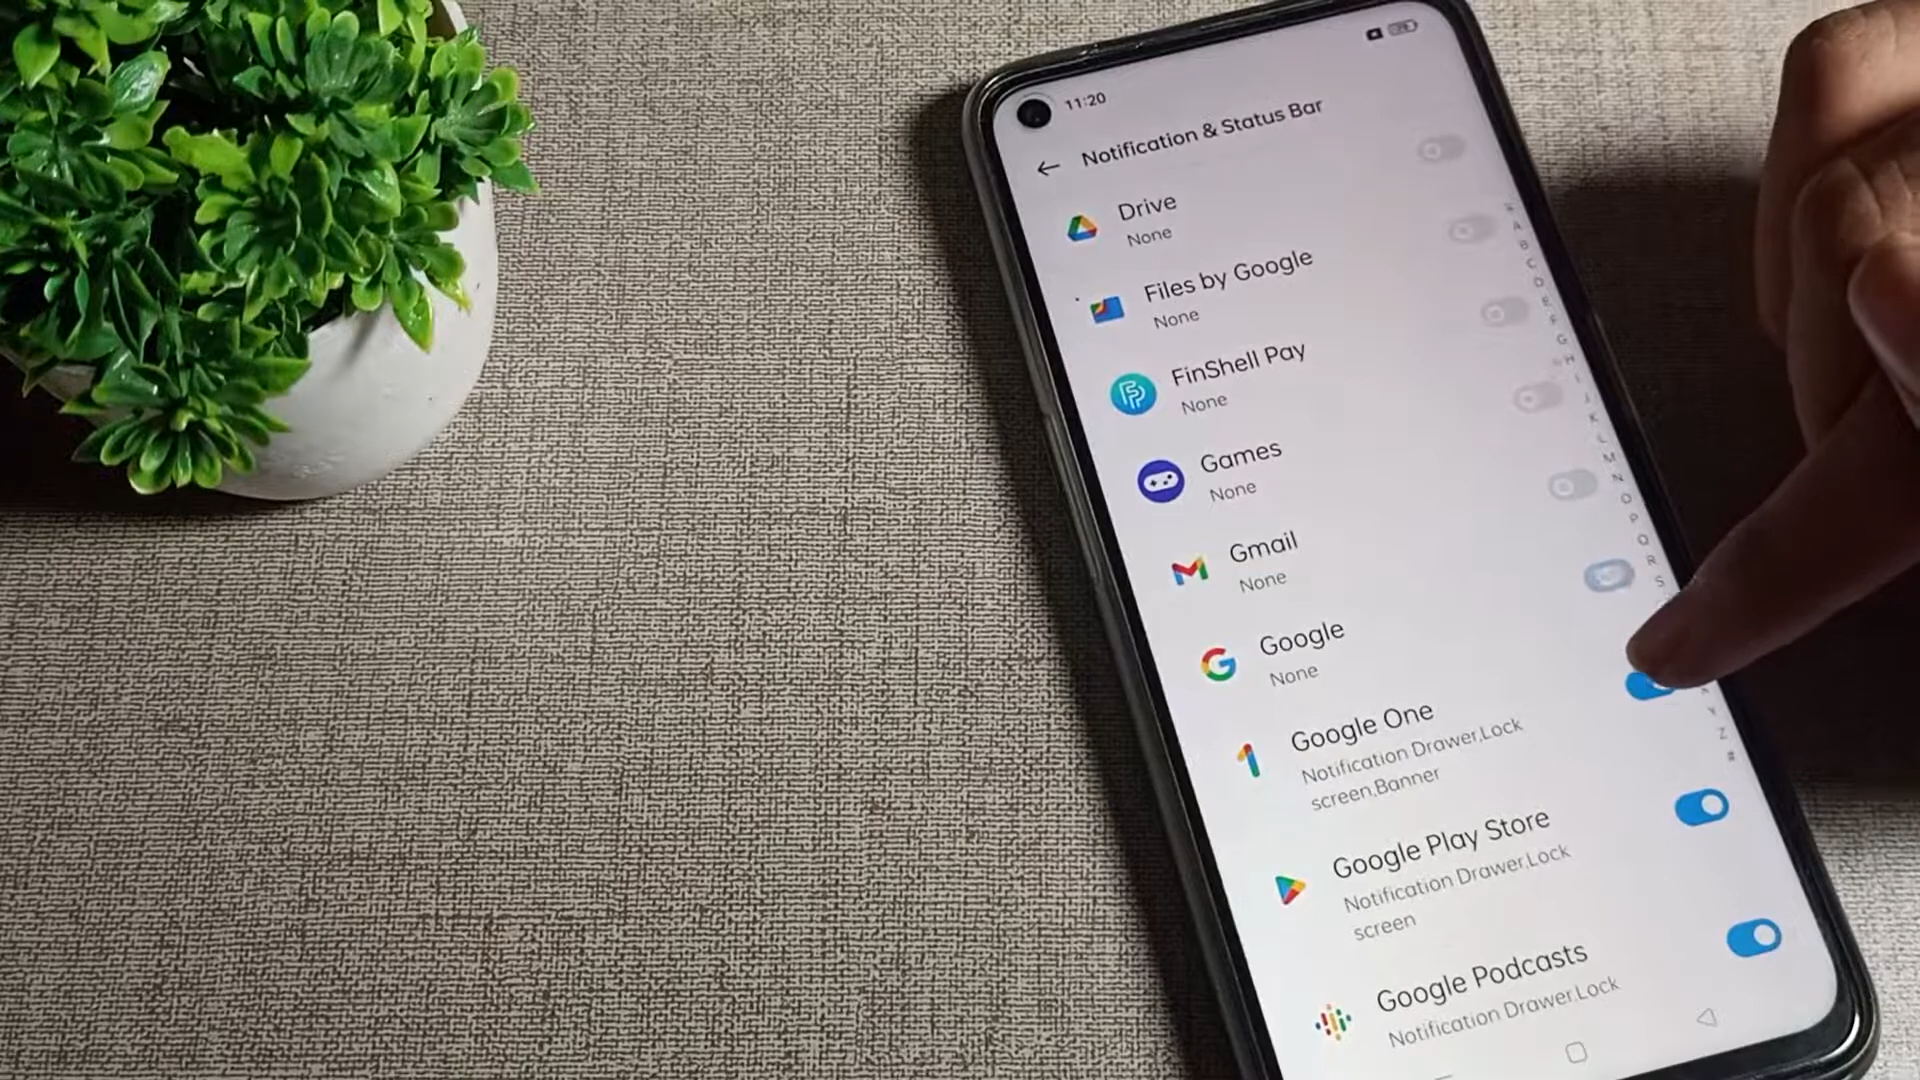 11:20
Notification & Status Bar
Drive
None
Files by Google
None
FinShell Pay
None
Games
None
Gmail
None
Google
None
Google One
Notification Drawer,Lock
screen,Banner
Google Play Store
Notification Drawer,Lock
screen
Google Podcasts
Notification Drawer,Lock
A
B
C
D
E
F
G
H
I
J
K
L
M
N
O
P
Q
R
S
Y
Z
#